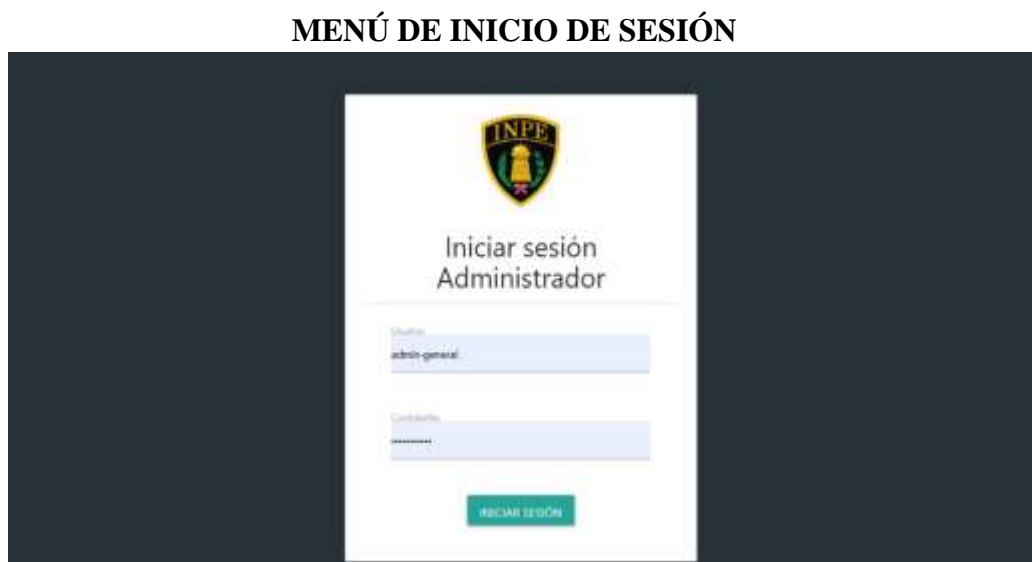 MENÚ DE INICIO DE SESIÓN
INPE
Iniciar sesión
Administrador
Usuario
admin-general
Contraseña
••••••••••
INICIAR SESIÓN